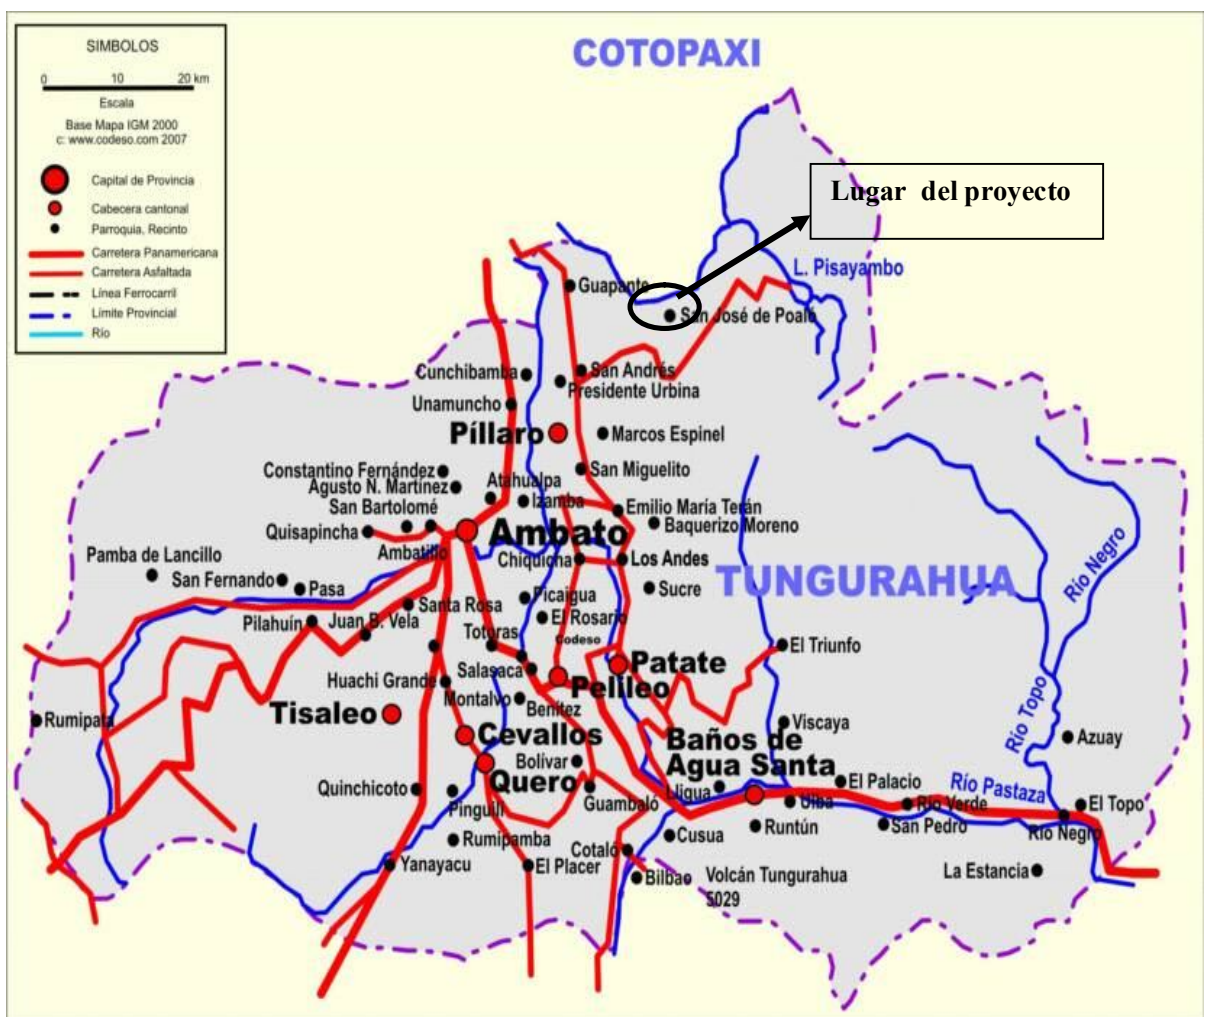 SIMBOLOS
0 10 20 km
Escala
Base Mapa IGM 2000
c: www.codeso.com 2007
Capital de Provincia
Cabecera cantonal
Parroquia, Recinto
Carretera Panamericana
Carretera Asfaltada
Línea Ferrocarril
Límite Provincial
Río
COTOPAXI
Lugar del proyecto
L. Pisayambo
Guapante
San José de Poaló
Cunchibamba
San Andrés
Presidente Urbina
Unamuncho
Píllaro
Marcos Espinel
Constantino Fernández
San Miguelito
Agusto N. Martínez
Atahualpa
Izamba
San Bartolomé
Emilio María Terán
Baquerizo Moreno
Quisapincha
Ambato
Ambatillo
Chiquicha
Los Andes
Pamba de Lancillo
San Fernando
Pasa
TUNGURAHUA
Sucre
Río Negro
Picaigua
Santa Rosa
El Rosario
Pilahuín
Juan B. Vela
Totoras
Codeso
El Triunfo
Patate
Salasaca
Pelileo
Huachi Grande
Montalvo
Benítez
Tisaleo
Rumipata
Cevallos
Viscaya
Río Topo
Azuay
Baños de
Agua Santa
Bolívar
Quero
Quinchicoto
Pinguilí
Guambaló
Lligua
Ulba
El Palacio
Río Verde
Río Pastaza
El Topo
Río Negro
San Pedro
Runtún
Cusua
Rumipamba
Yanayacu
El Placer
Cotaló
Bilbao
Volcán Tungurahua
5029
La Estancia